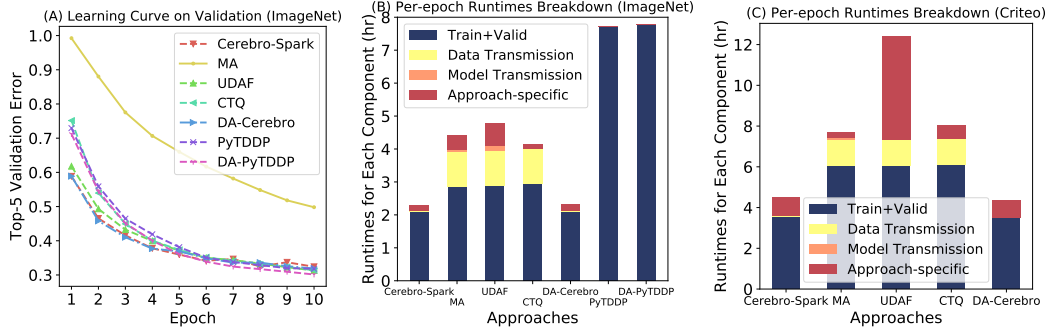 (A) Learning Curve on Validation (ImageNet)
Top-5 Validation Error
1.0
0.9
0.8
0.7
0.6
0.5
0.4
0.3
Cerebro-Spark
MA
UDAF
CTQ
DA-Cerebro
PyTDDP
DA-PyTDDP
1 2 3 4 5 6 7 8 9 10
Epoch
(B) Per-epoch Runtimes Breakdown (ImageNet)
Runtimes for Each Component (hr)
8
7
6
5
4
3
2
1
0
Train+Valid
Data Transmission
Model Transmission
Approach-specific
Cerebro-Spark UDAF DA-Cerebro DA-PyTDDP
MA CTQ PyTDDP
Approaches
(C) Per-epoch Runtimes Breakdown (Criteo)
Runtimes for Each Component (hr)
12
10
8
6
4
2
0
Train+Valid
Data Transmission
Model Transmission
Approach-specific
Cerebro-Spark MA UDAF CTQ DA-Cerebro
Approaches